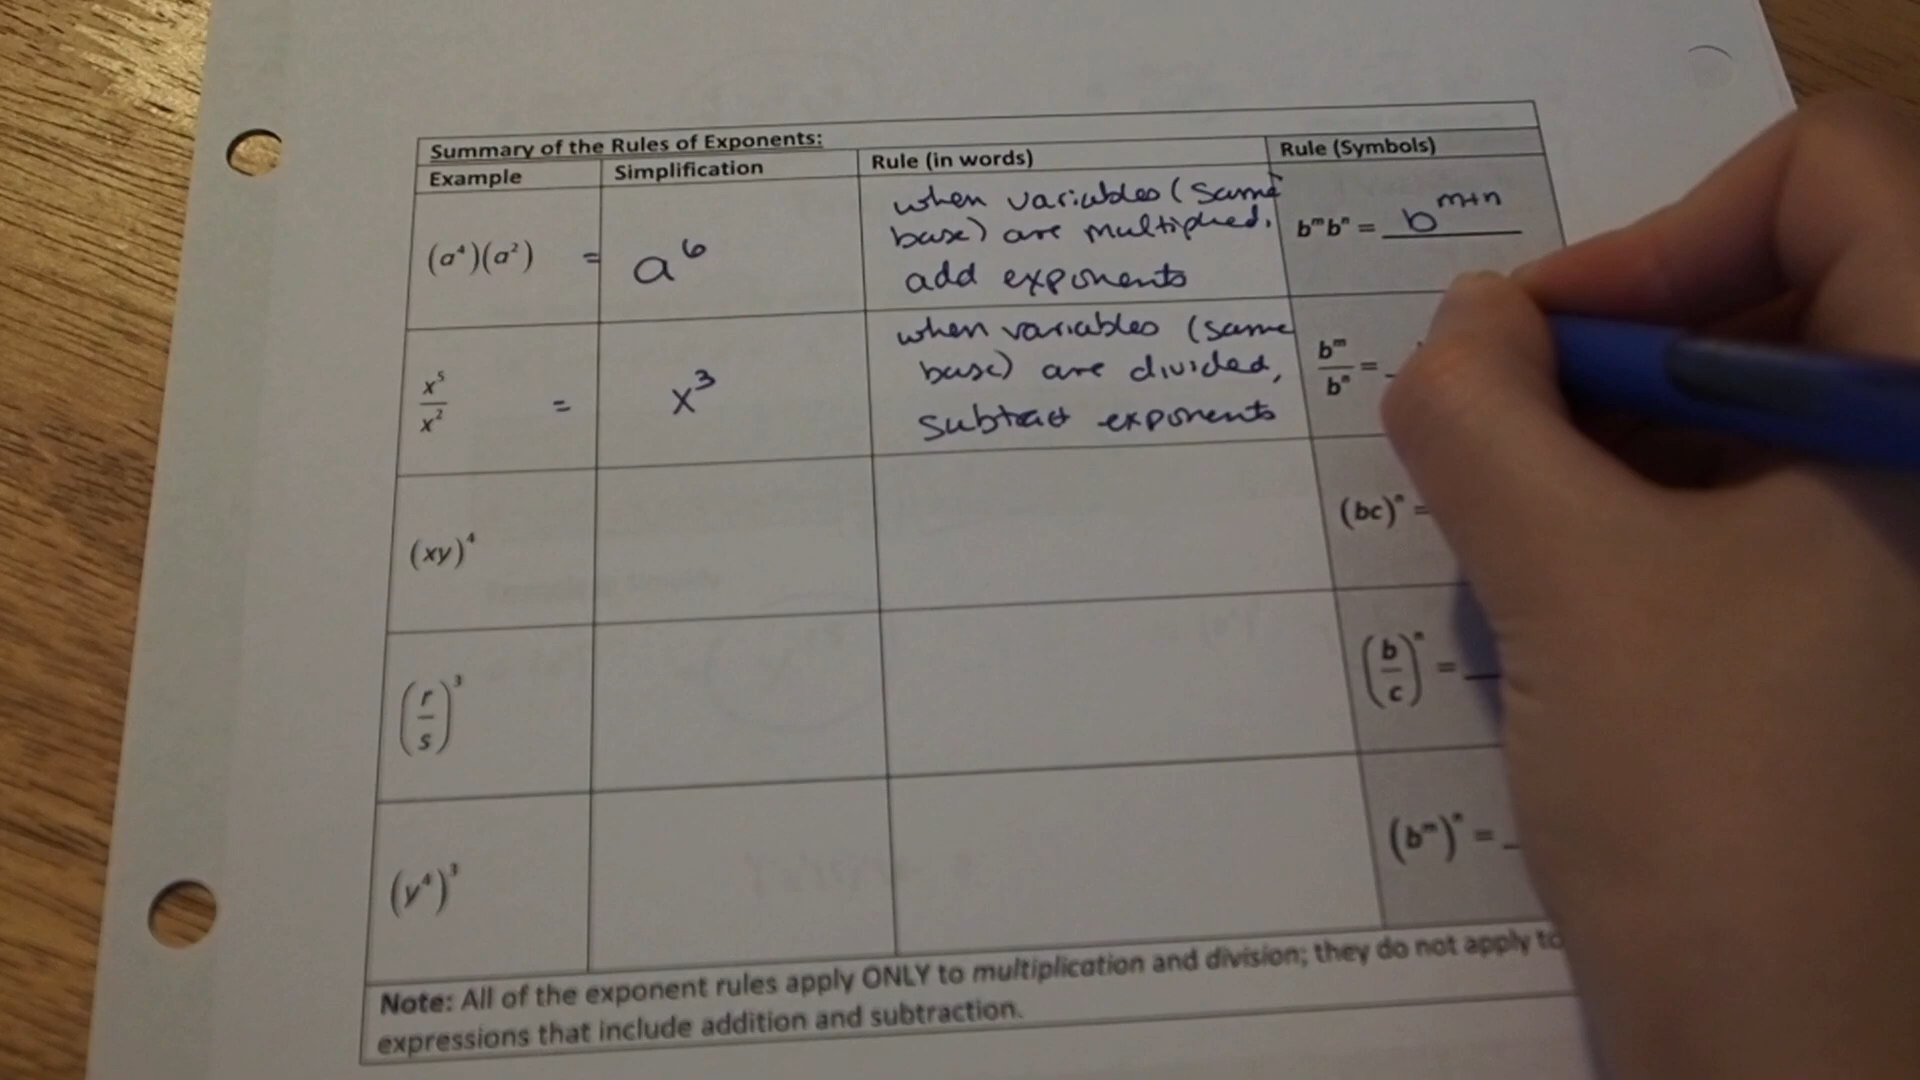 Summary of the Rules of Exponents:
Example Simplification Rule (in words) Rule (Symbols)
(a⁴)(a²) = a⁶ when variables (same bᵐbⁿ = b^(m+n)
base) are multiplied,
add exponents
x⁵/x² = x³ when variables (same bᵐ/bⁿ =
base) are divided,
subtract exponents
(xy)⁴ (bc)ⁿ =
(r/s)³ (b/c)ⁿ =
(y⁴)³ (bᵐ)ⁿ =
Note: All of the exponent rules apply ONLY to multiplication and division; they do not apply to
expressions that include addition and subtraction.